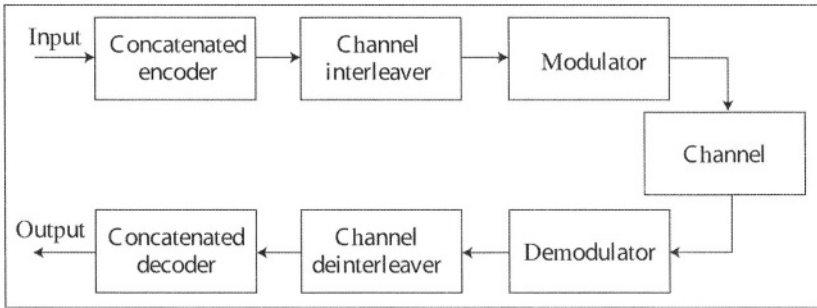 Input
Concatenated
encoder
Channel
interleaver
Modulator
Channel
Output
Concatenated
decoder
Channel
deinterleaver
Demodulator